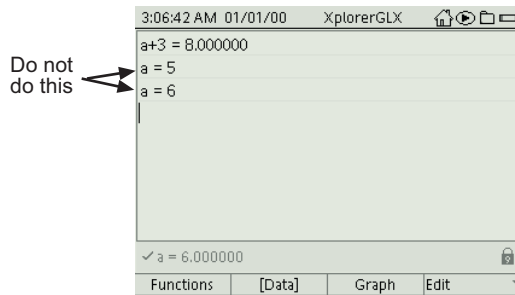 3:06:42 AM 01/01/00 XplorerGLX
a+3 = 8.000000
Do not
do this
a = 5
a = 6
✓ a = 6.000000
Functions [Data] Graph Edit